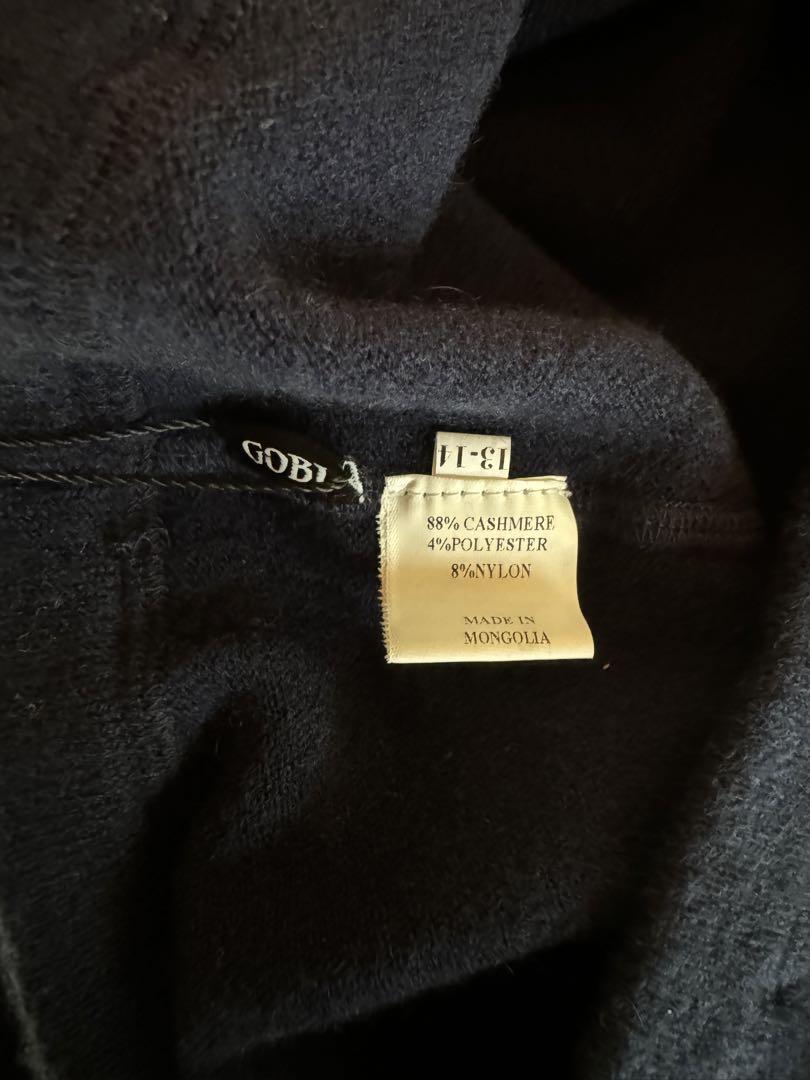 GOBI
13-14
88% CASHMERE
4%POLYESTER
8%NYLON
MADE IN
MONGOLIA